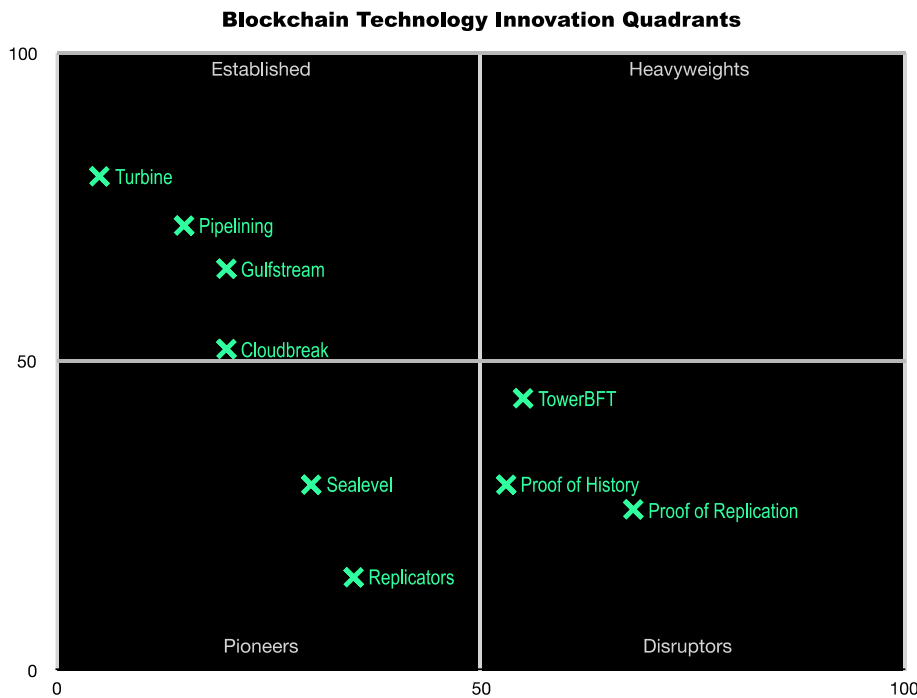 Blockchain Technology Innovation Quadrants
100
Established
Heavyweights
Turbine
Pipelining
Gulfstream
Cloudbreak
50
TowerBFT
Sealevel
Proof of History
Proof of Replication
Replicators
Pioneers
Disruptors
0
0
50
100